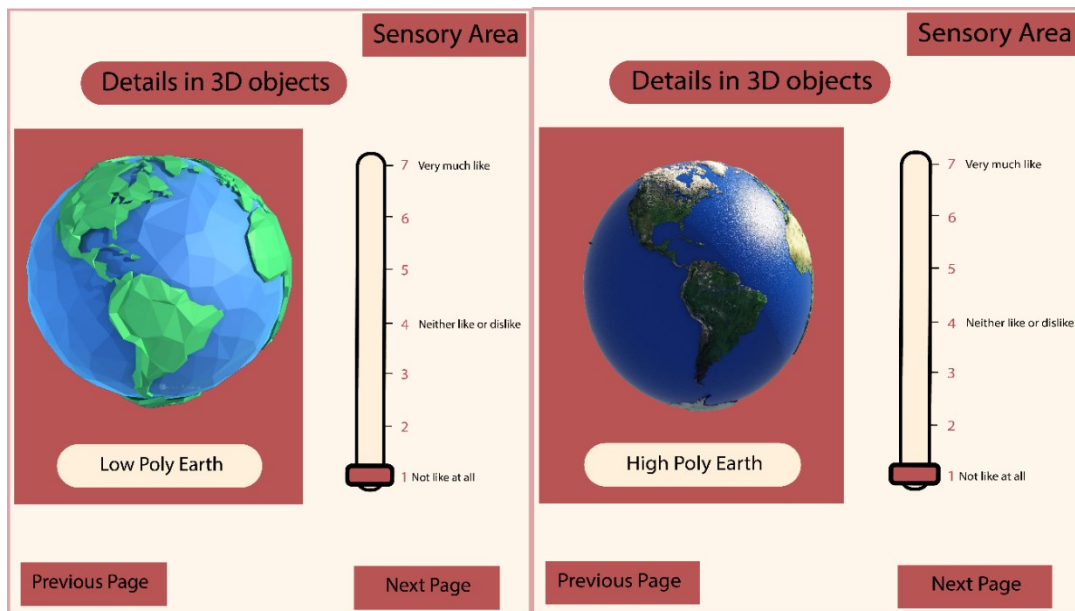 Sensory Area
Details in 3D objects
7 Very much like
6
5
4 Neither like or dislike
3
2
1 Not like at all
Low Poly Earth
Previous Page
Next Page
Sensory Area
Details in 3D objects
7 Very much like
6
5
4 Neither like or dislike
3
2
1 Not like at all
High Poly Earth
Previous Page
Next Page